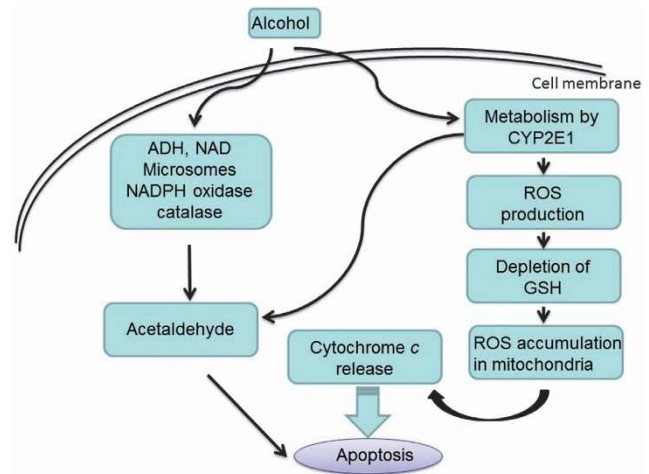 Alcohol
Cell membrane
ADH, NAD
Microsomes
NADPH oxidase
catalase
Metabolism by
CYP2E1
ROS
production
Depletion of
GSH
Acetaldehyde
Cytochrome c
release
ROS accumulation
in mitochondria
Apoptosis